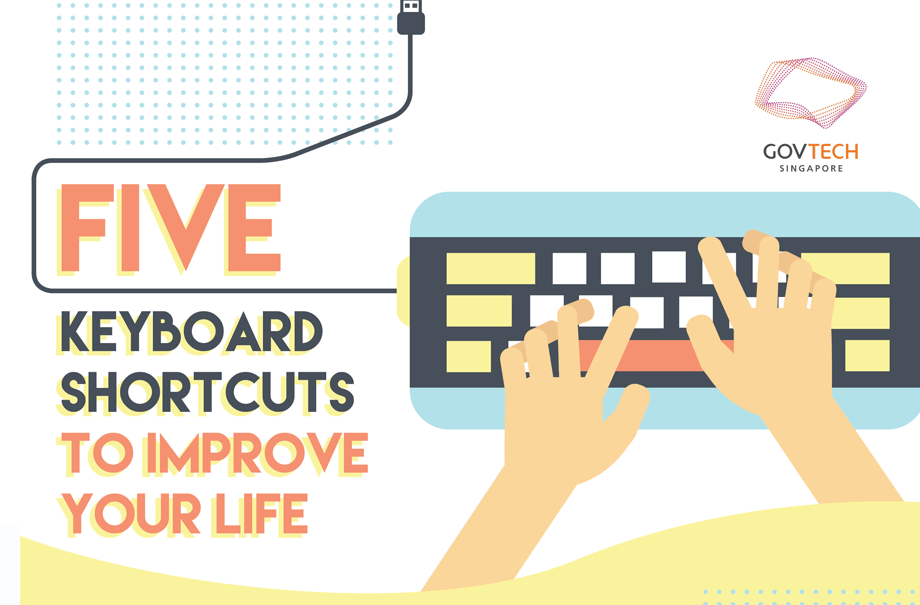 GOVTECH
SINGAPORE
FIVE
KEYBOARD
SHORTCUTS
TO IMPROVE
YOUR LIFE